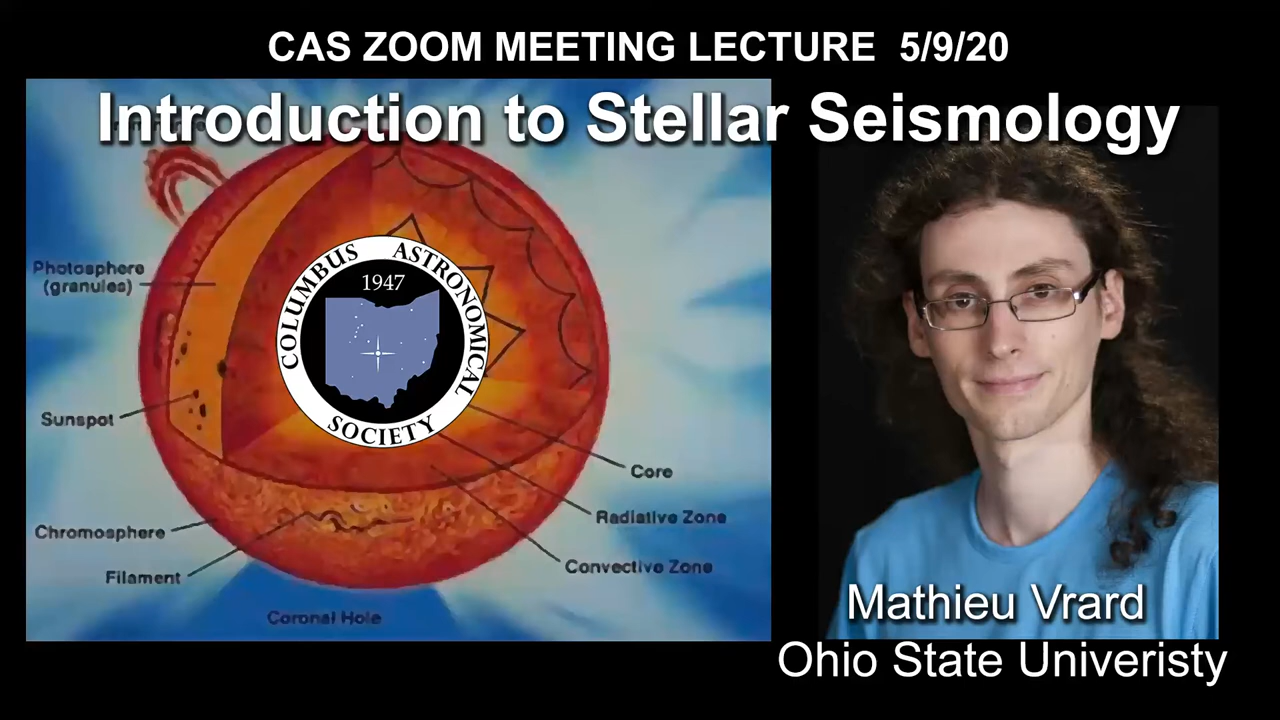 CAS ZOOM MEETING LECTURE 5/9/20
Introduction to Stellar Seismology
Photosphere
(granules)
COLUMBUS ASTRONOMICAL
1947
SOCIETY
Sunspot
Core
Radiative Zone
Chromosphere
Convective Zone
Filament
Coronal Hole
Mathieu Vrard
Ohio State Univeristy